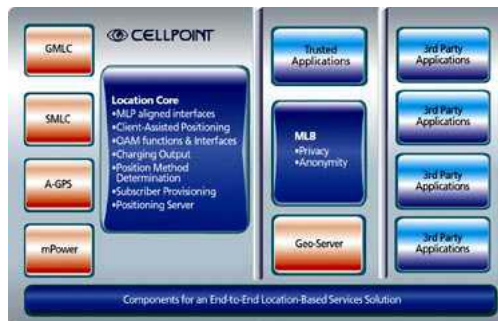 GMLC
CELLPOINT
SMLC
A-GPS
mPower
Location Core
•MLP aligned interfaces
•Client-Assisted Positioning
•OAM functions & Interfaces
•Charging Output
•Position Method
Determination
•Subscriber Provisioning
•Positioning Server
Trusted
Applications
MLB
•Privacy
•Anonymity
Geo-Server
3rd Party
Applications
3rd Party
Applications
3rd Party
Applications
3rd Party
Applications
Components for an End-to-End Location-Based Services Solution